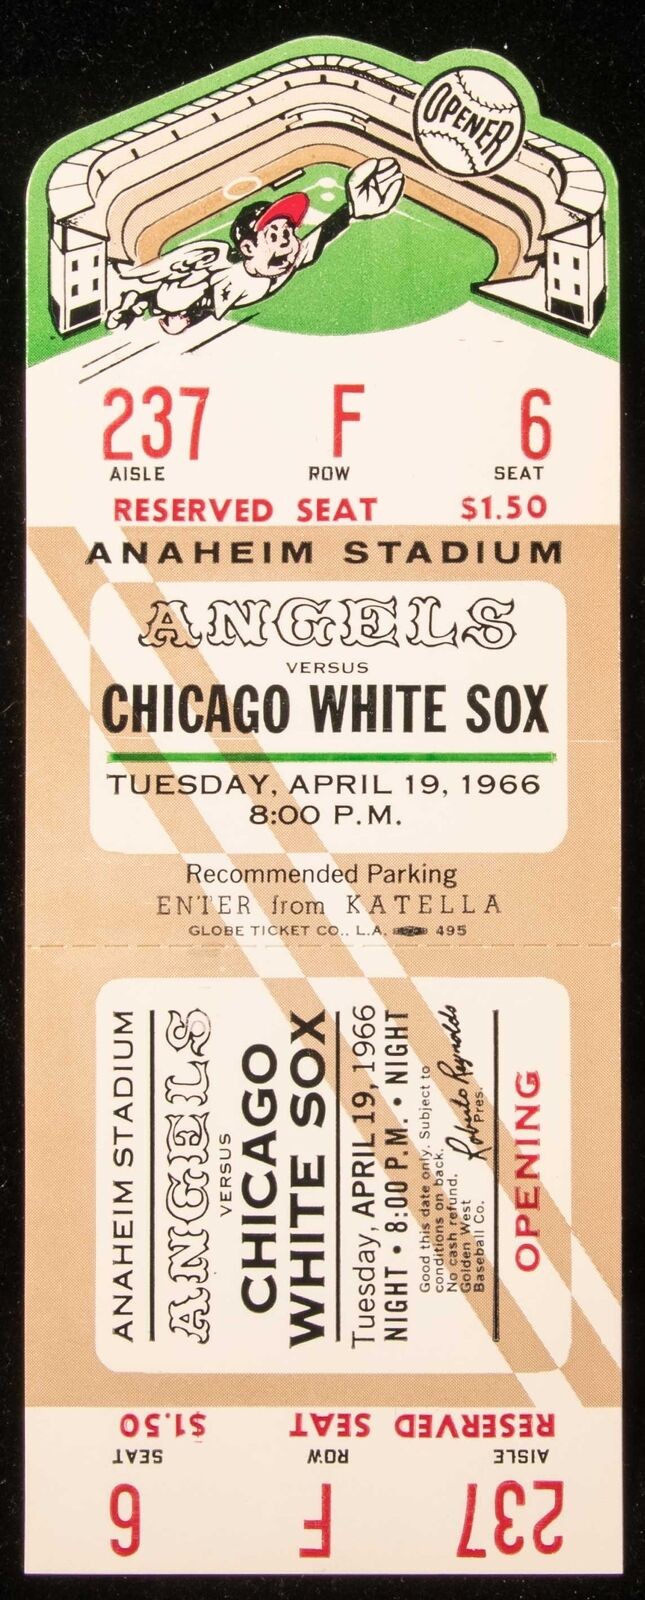 OPENER
237 F 6
AISLE ROW SEAT
RESERVED SEAT $1.50
ANAHEIM STADIUM
ANGELS
VERSUS
CHICAGO WHITE SOX
TUESDAY, APRIL 19, 1966
8:00 P.M.
Recommended Parking
ENTER from KATELLA
GLOBE TICKET CO., L.A. 495
ANAHEIM STADIUM
ANGELS
VERSUS
CHICAGO
WHITE SOX
Tuesday, APRIL 19, 1966
NIGHT • 8:00 P.M. • NIGHT
Good this date only. Subject to
conditions on back.
No cash refund.
Golden West
Baseball Co.
Roberto Reynolds
Pres.
OPENING
RESERVED SEAT $1.50
AISLE ROW SEAT
237 F 6